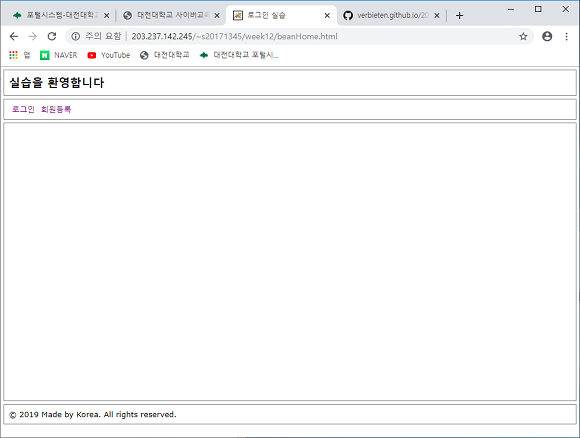 포털시스템-대전대학교
대전대학교 사이버교육
로그인 실습
verbieten.github.io/20
주의 요함 | 203.237.142.245/~s20171345/week12/beanHome.html
앱 NAVER YouTube 대전대학교 대전대학교 포털시...
실습을 환영합니다
로그인 회원등록
© 2019 Made by Korea. All rights reserved.